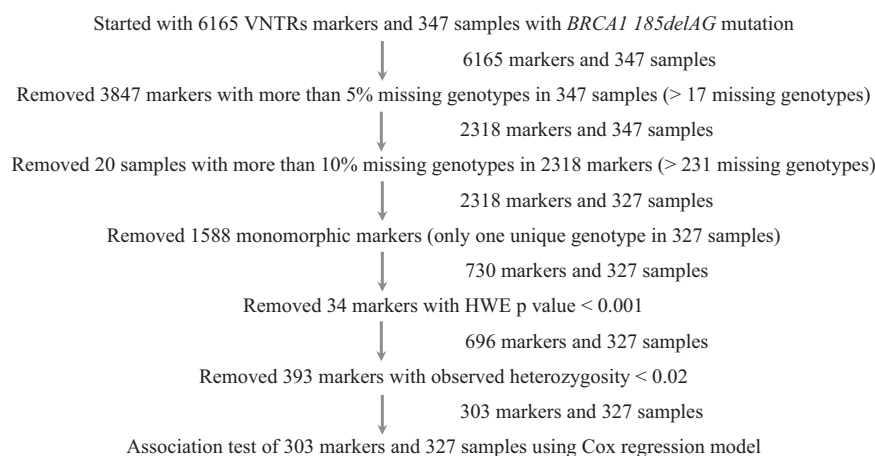 Started with 6165 VNTRs markers and 347 samples with BRCA1 185delAG mutation
6165 markers and 347 samples
Removed 3847 markers with more than 5% missing genotypes in 347 samples (> 17 missing genotypes)
2318 markers and 347 samples
Removed 20 samples with more than 10% missing genotypes in 2318 markers (> 231 missing genotypes)
2318 markers and 327 samples
Removed 1588 monomorphic markers (only one unique genotype in 327 samples)
730 markers and 327 samples
Removed 34 markers with HWE p value < 0.001
696 markers and 327 samples
Removed 393 markers with observed heterozygosity < 0.02
303 markers and 327 samples
Association test of 303 markers and 327 samples using Cox regression model